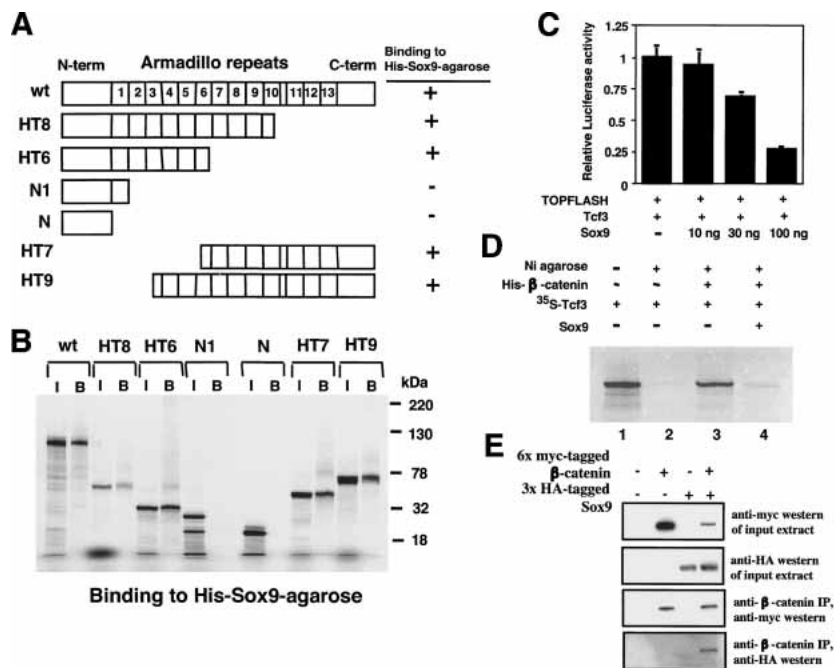 A
N-term Armadillo repeats C-term
Binding to
His-Sox9-agarose
wt 1 2 3 4 5 6 7 8 9 10 11 12 13 +
HT8 +
HT6 +
N1 -
N -
HT7 +
HT9 +
B
wt HT8 HT6 N1 N HT7 HT9
I B I B I B I B I B I B I B
kDa
220
130
78
32
18
Binding to His-Sox9-agarose
C
Relative Luciferase activity
1.25
1
0.75
0.5
0.25
0
TOPFLASH + + + +
Tcf3 + + + +
Sox9 - 10 ng 30 ng 100 ng
D
Ni agarose - + + +
His-β-catenin - - + +
35S-Tcf3 + + + +
Sox9 - - - +
1 2 3 4
E
6x myc-tagged
β-catenin - + - +
3x HA-tagged
Sox9 - - + +
anti-myc western
of input extract
anti-HA western
of input extract
anti-β-catenin IP,
anti-myc western
anti-β-catenin IP,
anti-HA western